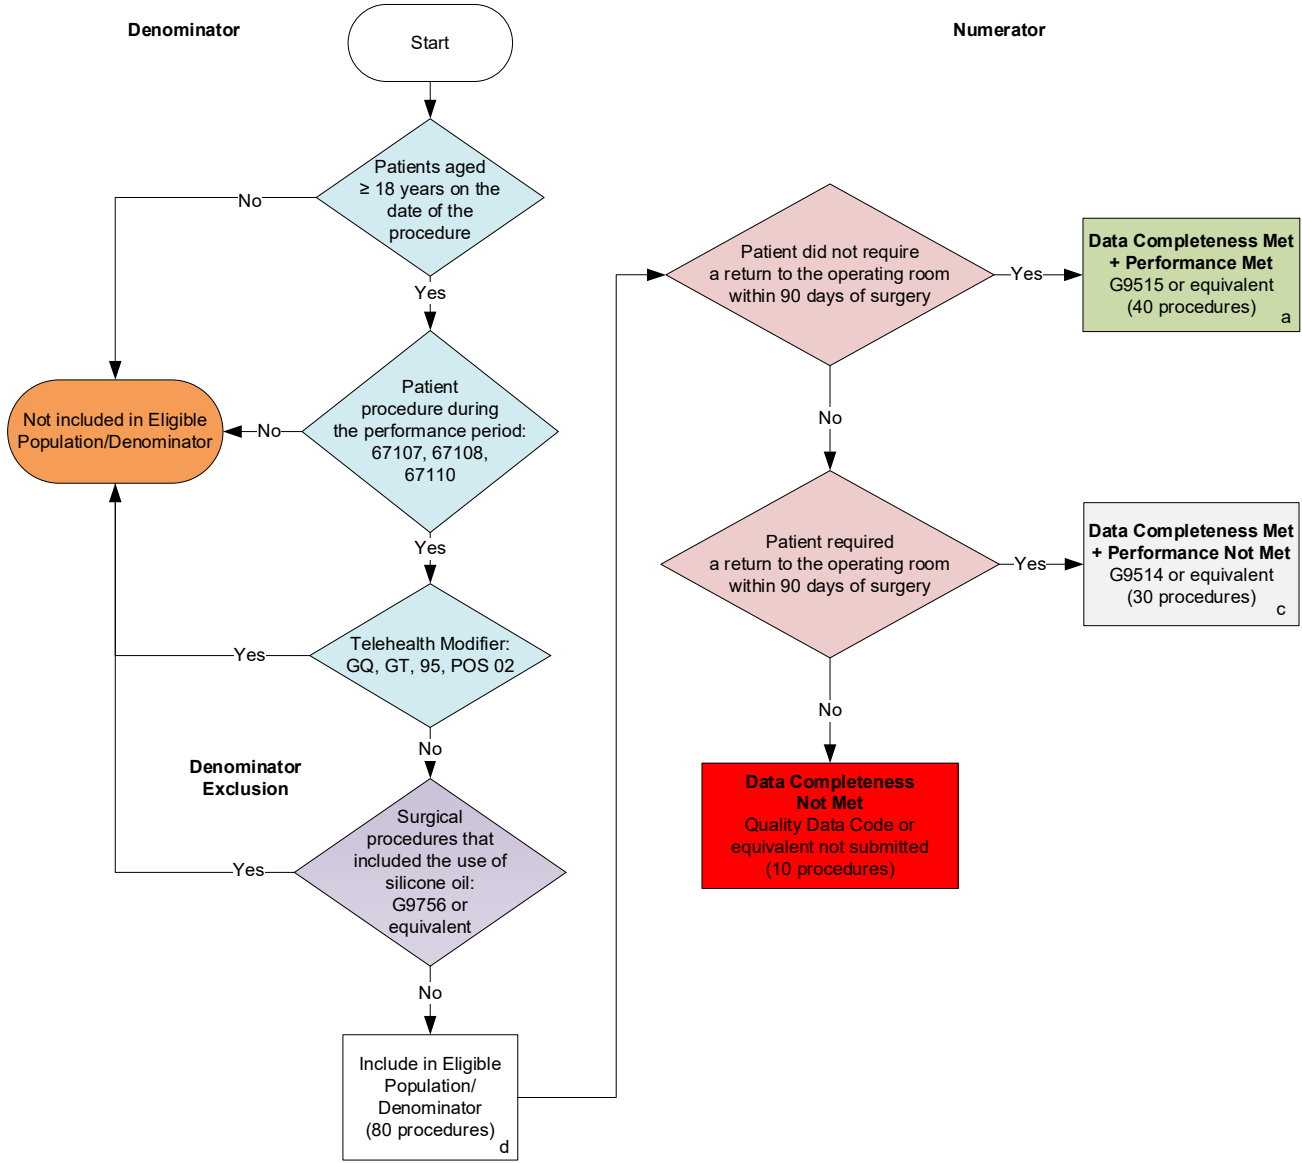 Denominator
Start
Patients aged
≥ 18 years on the
date of the
procedure
No
Yes
Patient
procedure during
the performance period:
67107, 67108,
67110
No
Not included in Eligible
Population/Denominator
Yes
Telehealth Modifier:
GQ, GT, 95, POS 02
Yes
No
Denominator
Exclusion
Surgical
procedures that
included the use of
silicone oil:
G9756 or
equivalent
Yes
No
Include in Eligible
Population/
Denominator
(80 procedures)
d
Numerator
Patient did not require
a return to the operating room
within 90 days of surgery
Yes
Data Completeness Met
+ Performance Met
G9515 or equivalent
(40 procedures)
a
No
Patient required
a return to the operating room
within 90 days of surgery
Yes
Data Completeness Met
+ Performance Not Met
G9514 or equivalent
(30 procedures)
c
No
Data Completeness
Not Met
Quality Data Code or
equivalent not submitted
(10 procedures)